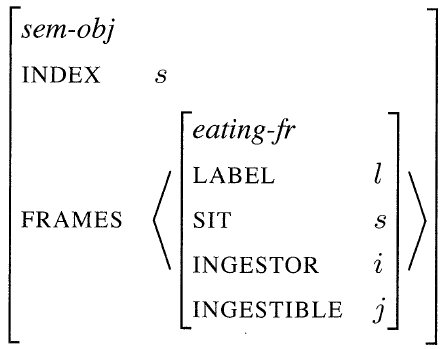 sem-obj
INDEX s
eating-fr
LABEL l
FRAMES ⟨ SIT s ⟩
INGESTOR i
INGESTIBLE j